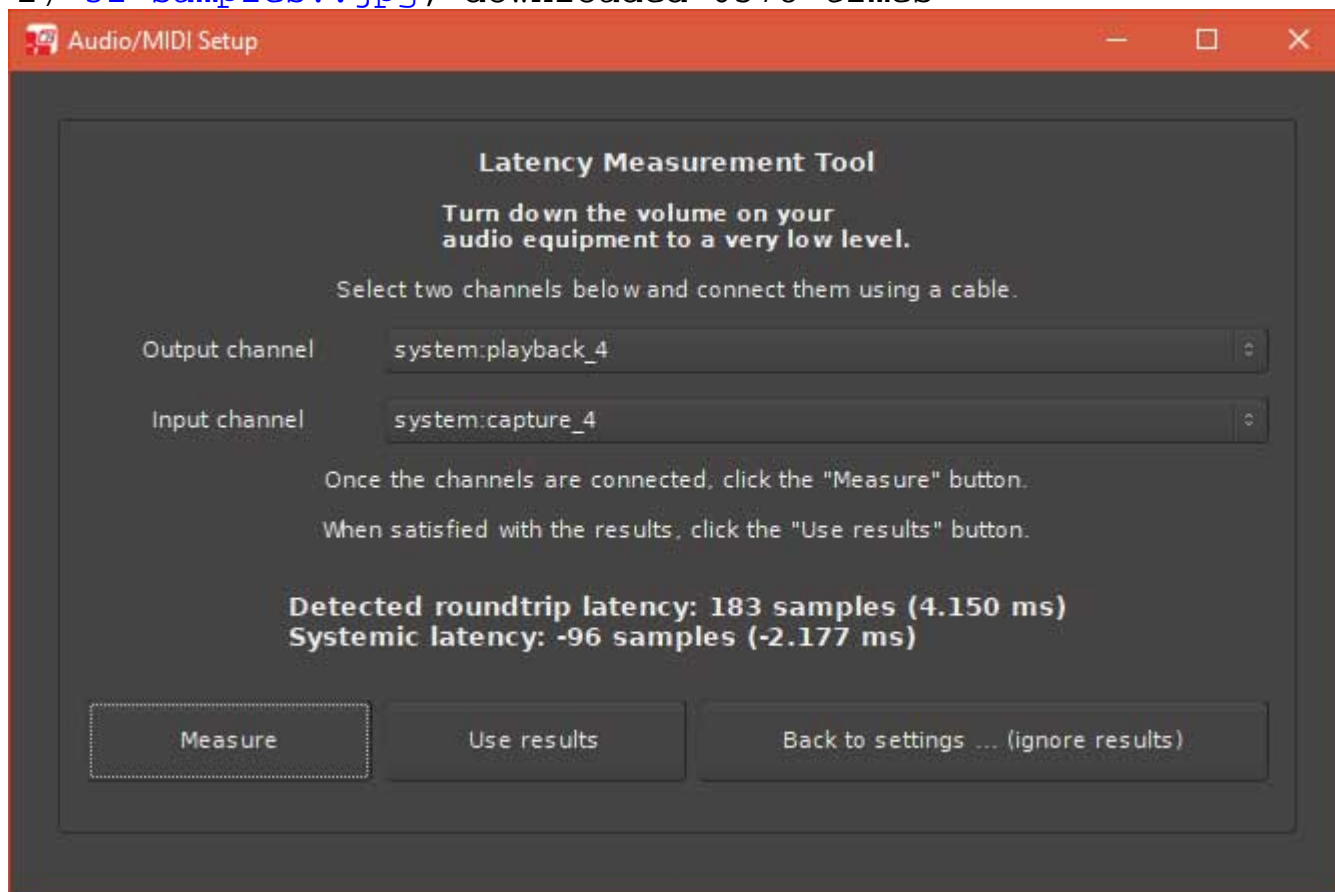 Audio/MIDI Setup
Latency Measurement Tool
Turn down the volume on your
audio equipment to a very low level.
Select two channels below and connect them using a cable.
Output channel system:playback_4
Input channel system:capture_4
Once the channels are connected, click the "Measure" button.
When satisfied with the results, click the "Use results" button.
Detected roundtrip latency: 183 samples (4.150 ms)
Systemic latency: -96 samples (-2.177 ms)
Measure Use results Back to settings ... (ignore results)